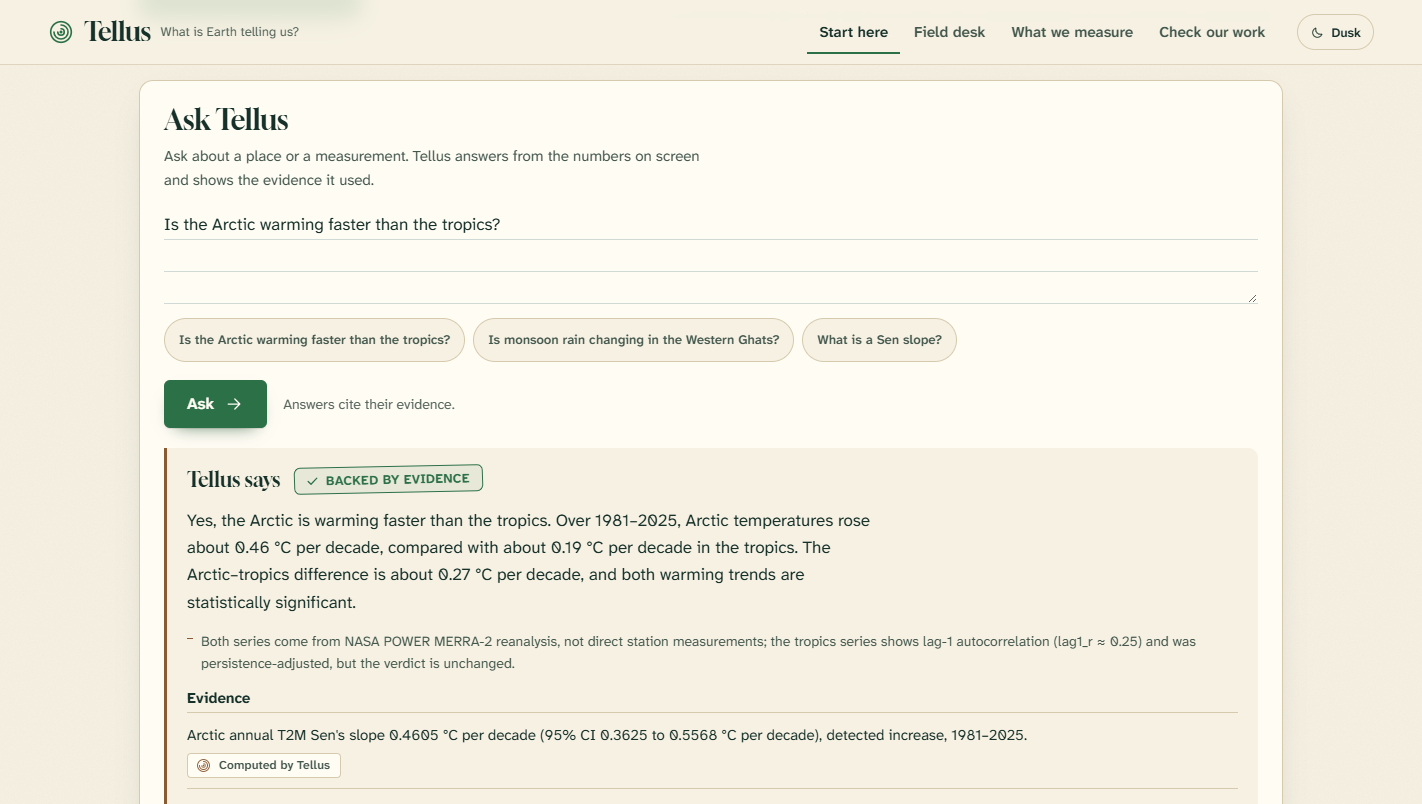 Tellus What is Earth telling us? Start here Field desk What we measure Check our work Dusk
Ask Tellus
Ask about a place or a measurement. Tellus answers from the numbers on screen
and shows the evidence it used.
Is the Arctic warming faster than the tropics?
Is the Arctic warming faster than the tropics? Is monsoon rain changing in the Western Ghats? What is a Sen slope?
Ask → Answers cite their evidence.
Tellus says ✓ BACKED BY EVIDENCE
Yes, the Arctic is warming faster than the tropics. Over 1981–2025, Arctic temperatures rose
about 0.46 °C per decade, compared with about 0.19 °C per decade in the tropics. The
Arctic–tropics difference is about 0.27 °C per decade, and both warming trends are
statistically significant.
– Both series come from NASA POWER MERRA-2 reanalysis, not direct station measurements; the tropics series shows lag-1 autocorrelation (lag1_r ≈ 0.25) and was
persistence-adjusted, but the verdict is unchanged.
Evidence
Arctic annual T2M Sen's slope 0.4605 °C per decade (95% CI 0.3625 to 0.5568 °C per decade), detected increase, 1981–2025.
Computed by Tellus